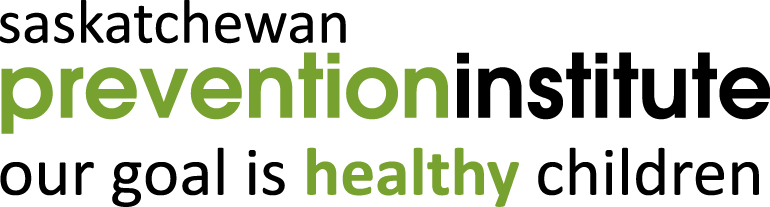 saskatchewan
preventioninstitute
our goal is healthy children